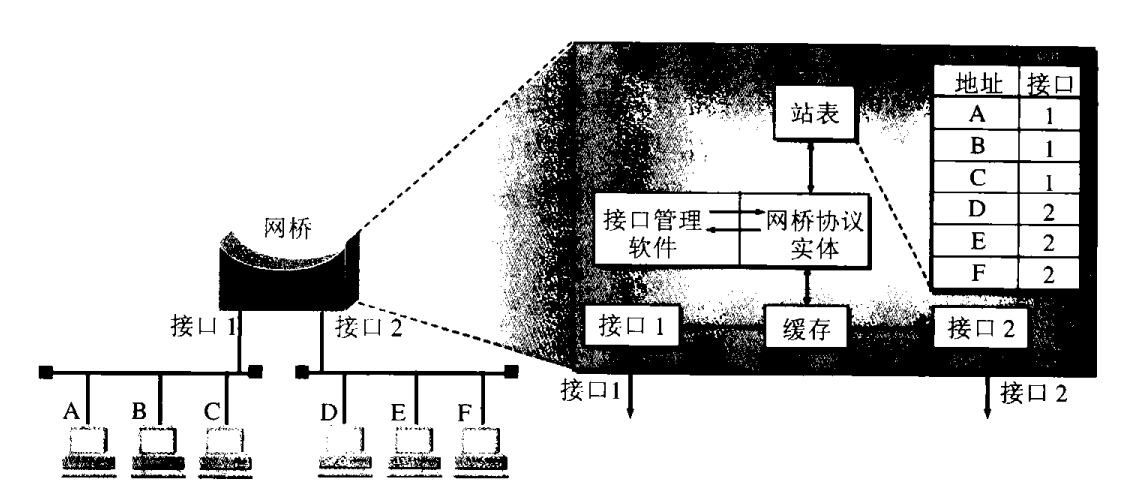 网桥
接口 1
接口 2
A B C D E F
站表
接口管理
软件
网桥协议
实体
接口 1
缓存
接口 2
接口1
接口 2
地址 接口
A 1
B 1
C 1
D 2
E 2
F 2